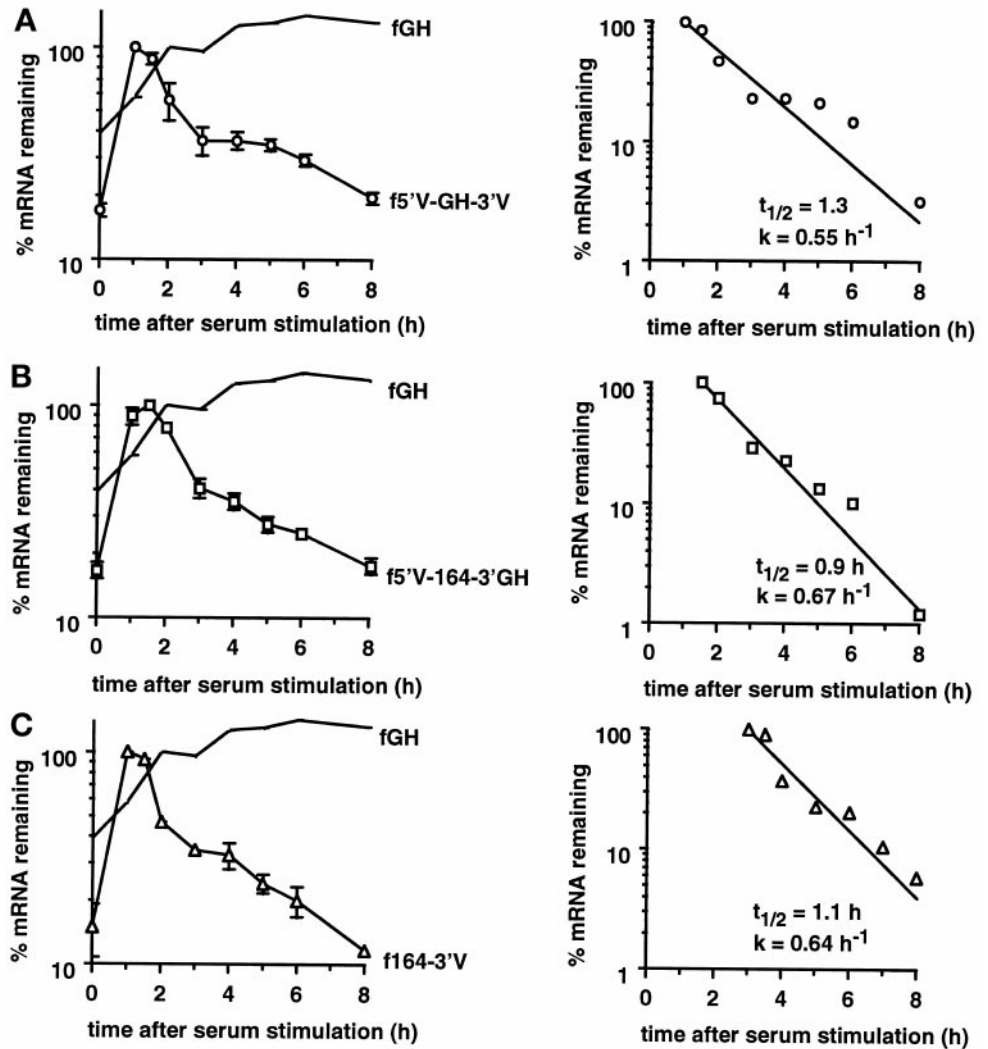 A
% mRNA remaining
100
10
fGH
f5'V-GH-3'V
0 2 4 6 8
time after serum stimulation (h)
% mRNA remaining
100
10
1
t1/2 = 1.3
k = 0.55 h-1
0 2 4 6 8
time after serum stimulation (h)
B
% mRNA remaining
100
10
fGH
f5'V-164-3'GH
0 2 4 6 8
time after serum stimulation (h)
% mRNA remaining
100
10
1
t1/2 = 0.9 h
k = 0.67 h-1
0 2 4 6 8
time after serum stimulation (h)
C
% mRNA remaining
100
10
fGH
f164-3'V
0 2 4 6 8
time after serum stimulation (h)
% mRNA remaining
100
10
1
t1/2 = 1.1 h
k = 0.64 h-1
0 2 4 6 8
time after serum stimulation (h)